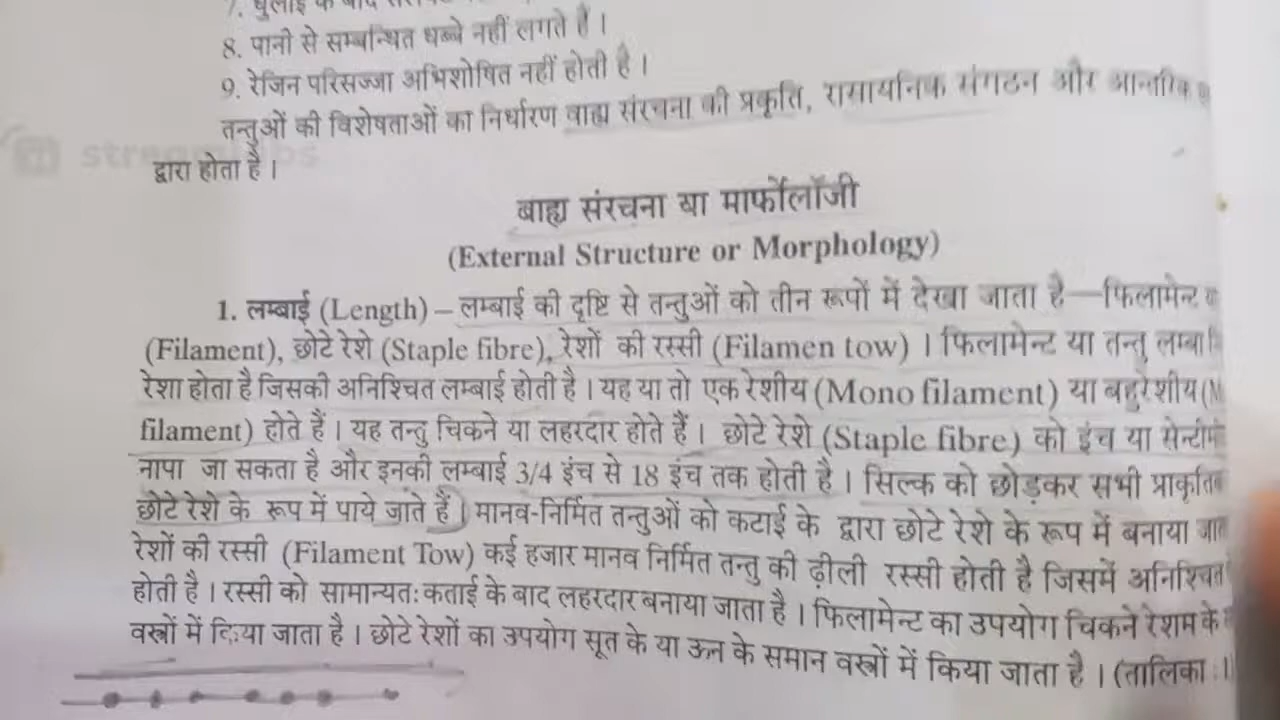 7. धुलाई के बाद
8. पानी से सम्बन्धित धब्बे नहीं लगते हैं ।
9. रेजिन परिसज्जा अभिशोषित नहीं होती है ।
तन्तुओं की विशेषताओं का निर्धारण वाह्य संरचना की प्रकृति, रासायनिक संगठन और आन्तरिक
द्वारा होता है ।
streamlabs
बाह्य संरचना या मार्फोलॉजी
(External Structure or Morphology)
1. लम्बाई (Length) – लम्बाई की दृष्टि से तन्तुओं को तीन रूपों में देखा जाता है—फिलामेन्ट
(Filament), छोटे रेशे (Staple fibre), रेशों की रस्सी (Filamen tow) । फिलामेन्ट या तन्तु लम्बा
रेशा होता है जिसकी अनिश्चित लम्बाई होती है । यह या तो एक रेशीय (Mono filament) या बहुरेशीय
filament) होते हैं । यह तन्तु चिकने या लहरदार होते हैं । छोटे रेशे (Staple fibre) को इंच या
नापा जा सकता है और इनकी लम्बाई 3/4 इंच से 18 इंच तक होती है । सिल्क को छोड़कर सभी
छोटे रेशे के रूप में पाये जाते हैं । मानव-निर्मित तन्तुओं को कटाई के द्वारा छोटे रेशे के रूप में बनाया
रेशों की रस्सी (Filament Tow) कई हजार मानव निर्मित तन्तु की ढ़ीली रस्सी होती है जिसमें अनिश्चित
होती है । रस्सी को सामान्यतः कताई के बाद लहरदार बनाया जाता है । फिलामेन्ट का उपयोग चिकने रेशम के
वस्त्रों में किया जाता है । छोटे रेशों का उपयोग सूत के या ऊन के समान वस्त्रों में किया जाता है । (तालिका : 1